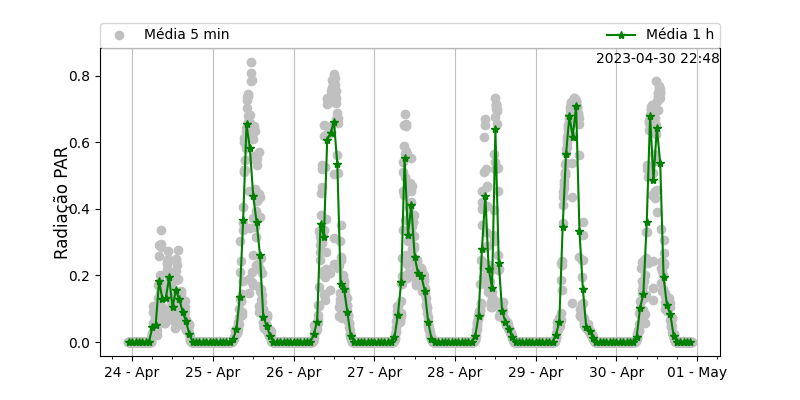 Média 5 min
Média 1 h
2023-04-30 22:48
Radiação PAR
0.8
0.6
0.4
0.2
0.0
24 - Apr
25 - Apr
26 - Apr
27 - Apr
28 - Apr
29 - Apr
30 - Apr
01 - May